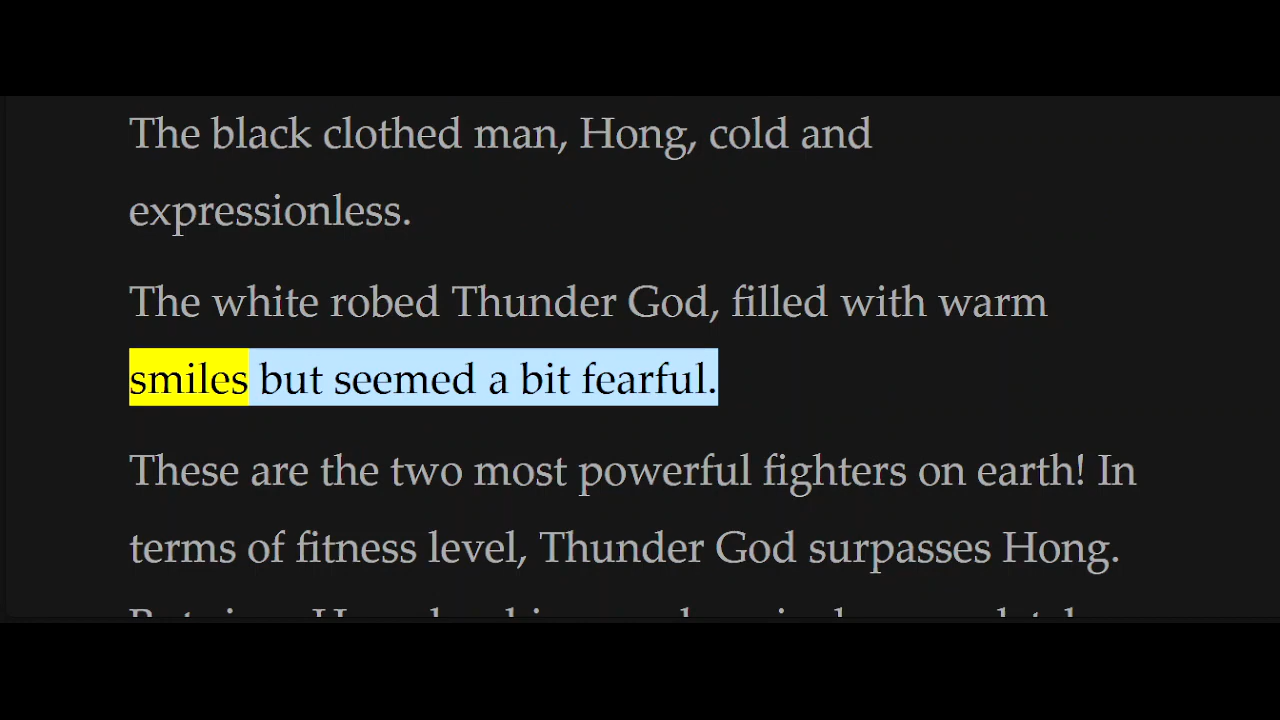 The black clothed man, Hong, cold and
expressionless.
The white robed Thunder God, filled with warm
smiles but seemed a bit fearful.
These are the two most powerful fighters on earth! In
terms of fitness level, Thunder God surpasses Hong.